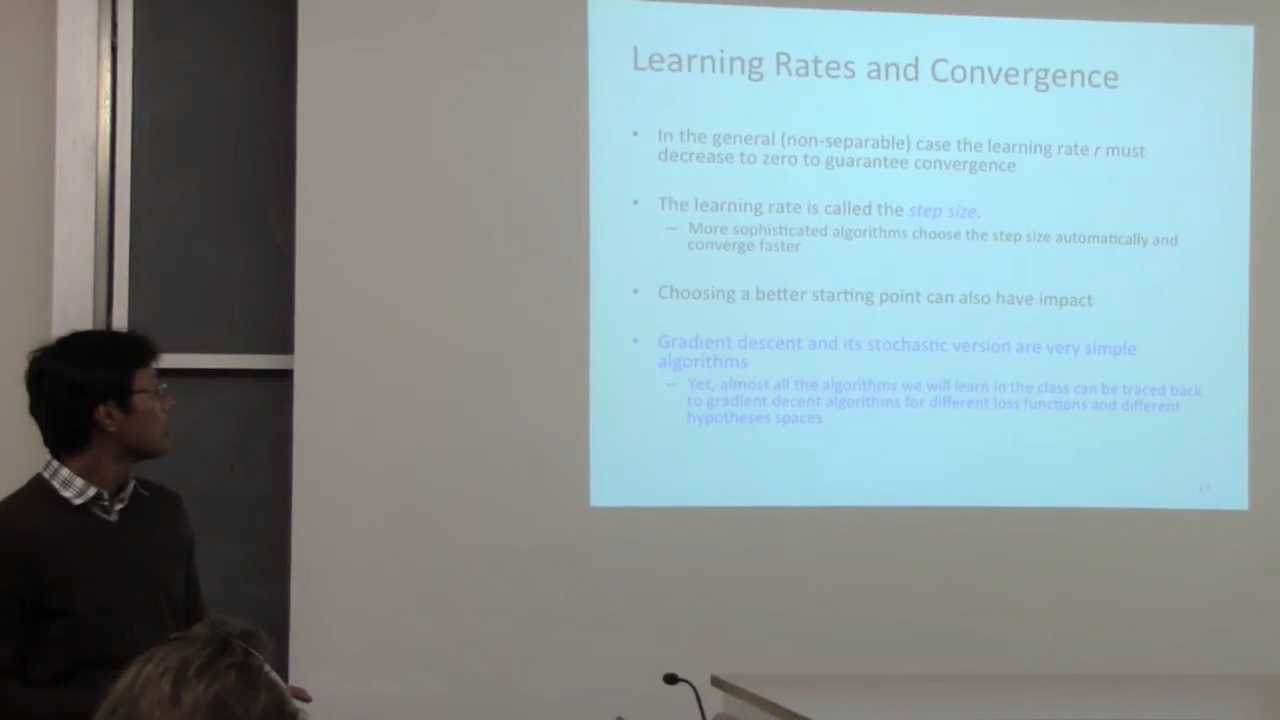 Learning Rates and Convergence
• In the general (non-separable) case the learning rate r must
decrease to zero to guarantee convergence
• The learning rate is called the step size.
– More sophisticated algorithms choose the step size automatically and
converge faster
• Choosing a better starting point can also have impact
• Gradient descent and its stochastic version are very simple
algorithms
– Yet, almost all the algorithms we will learn in the class can be traced back
to gradient decent algorithms for different loss functions and different
hypotheses spaces